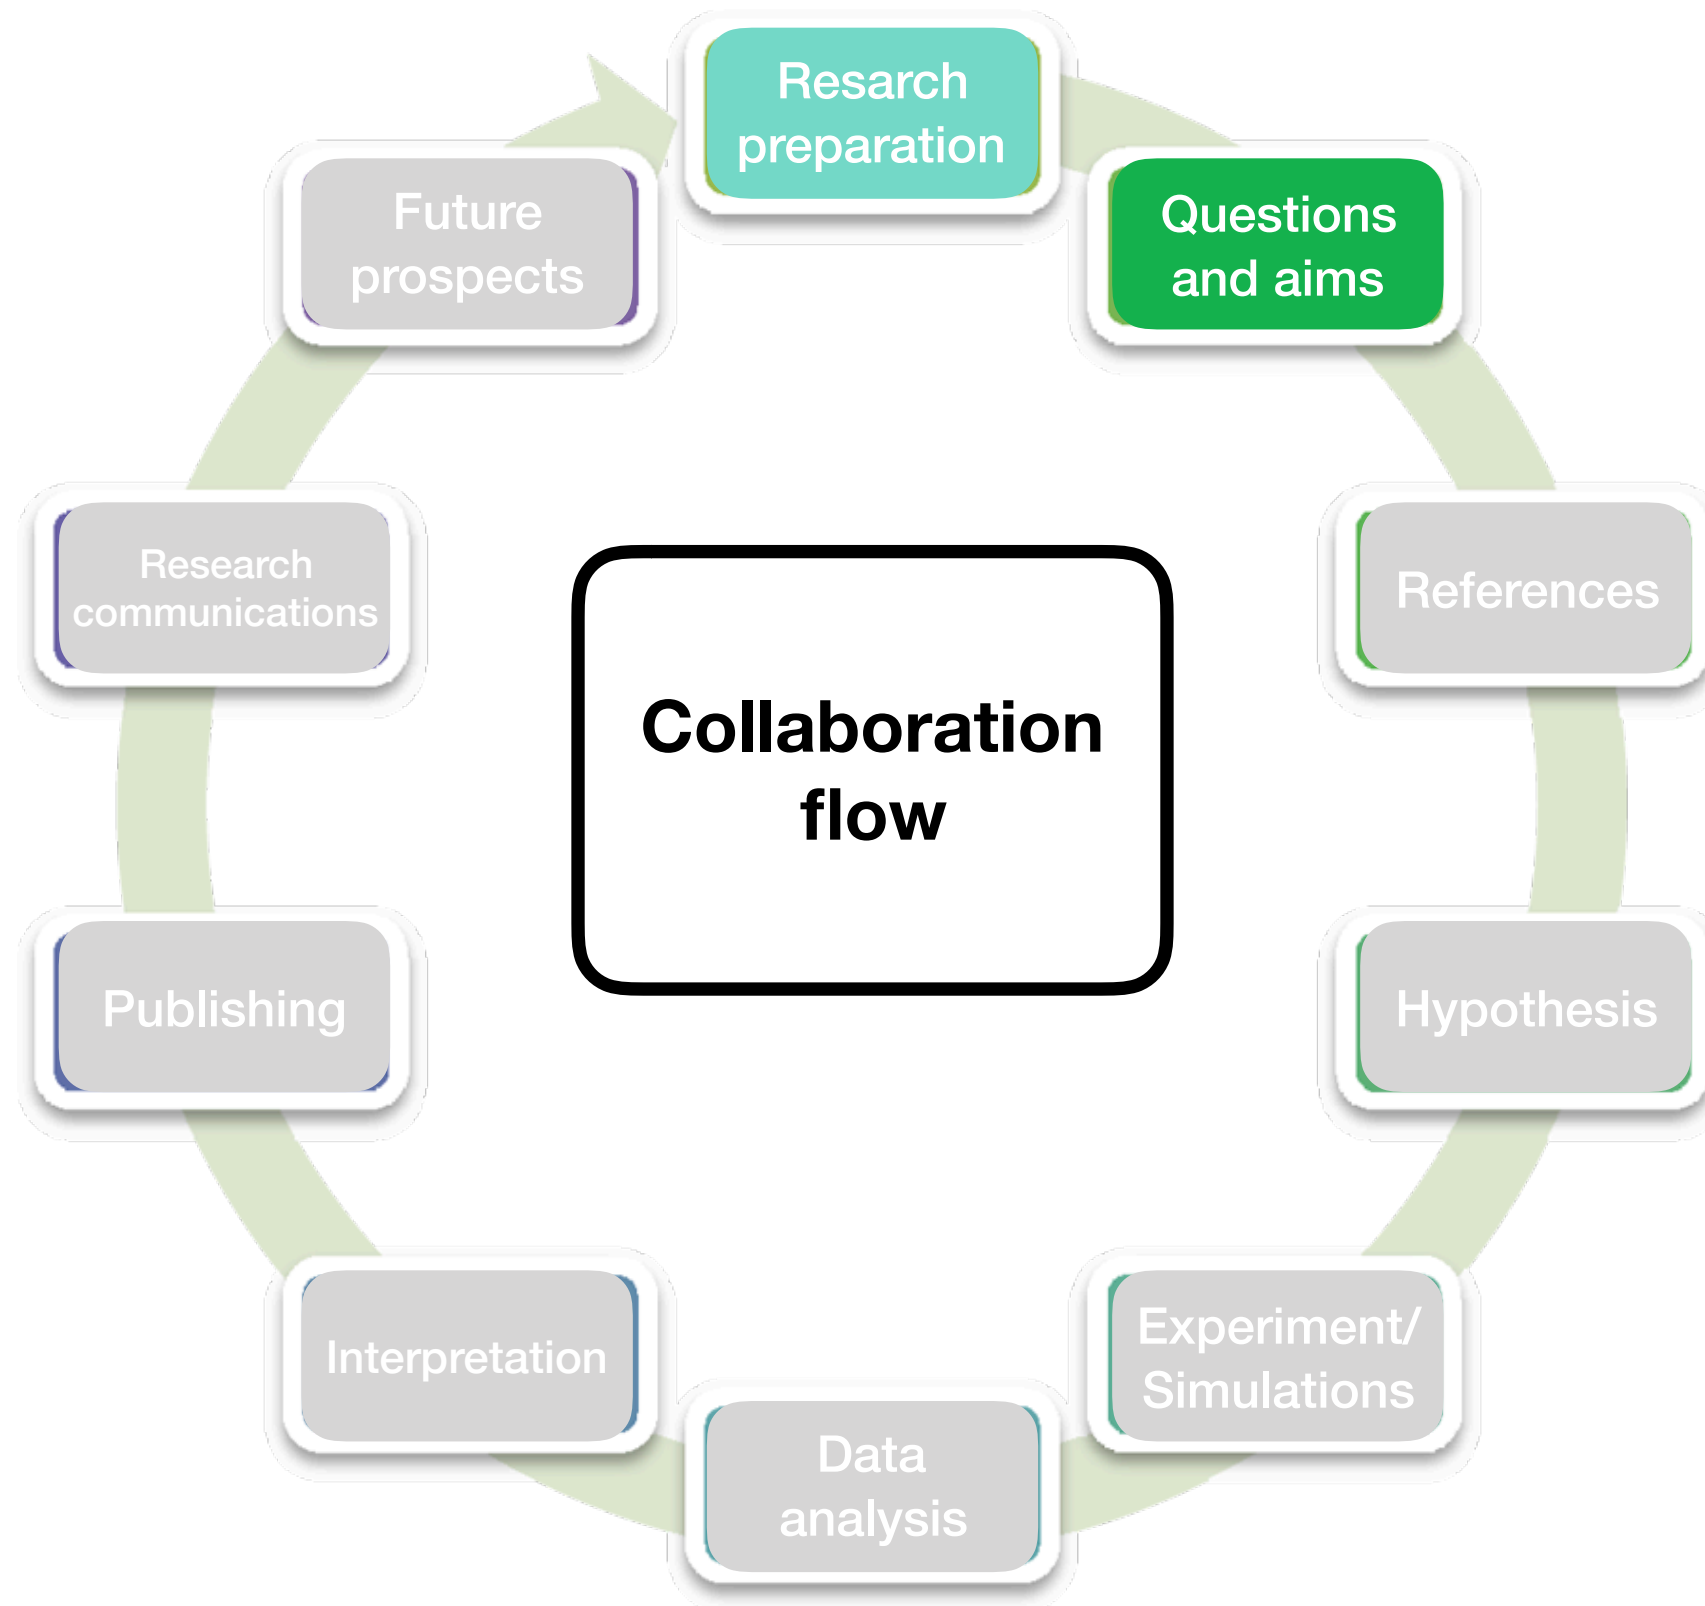 Resarch
preparation
Questions
and aims
References
Hypothesis
Experiment/
Simulations
Data
analysis
Interpretation
Publishing
Research
communications
Future
prospects
Collaboration
flow